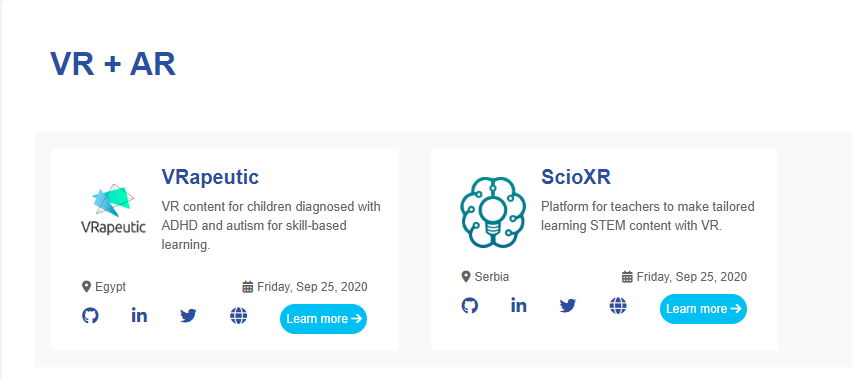 VR + AR
VRapeutic
VR content for children diagnosed with
ADHD and autism for skill-based
learning.
VRapeutic
Egypt
Friday, Sep 25, 2020
Learn more
ScioXR
Platform for teachers to make tailored
learning STEM content with VR.
Serbia
Friday, Sep 25, 2020
Learn more